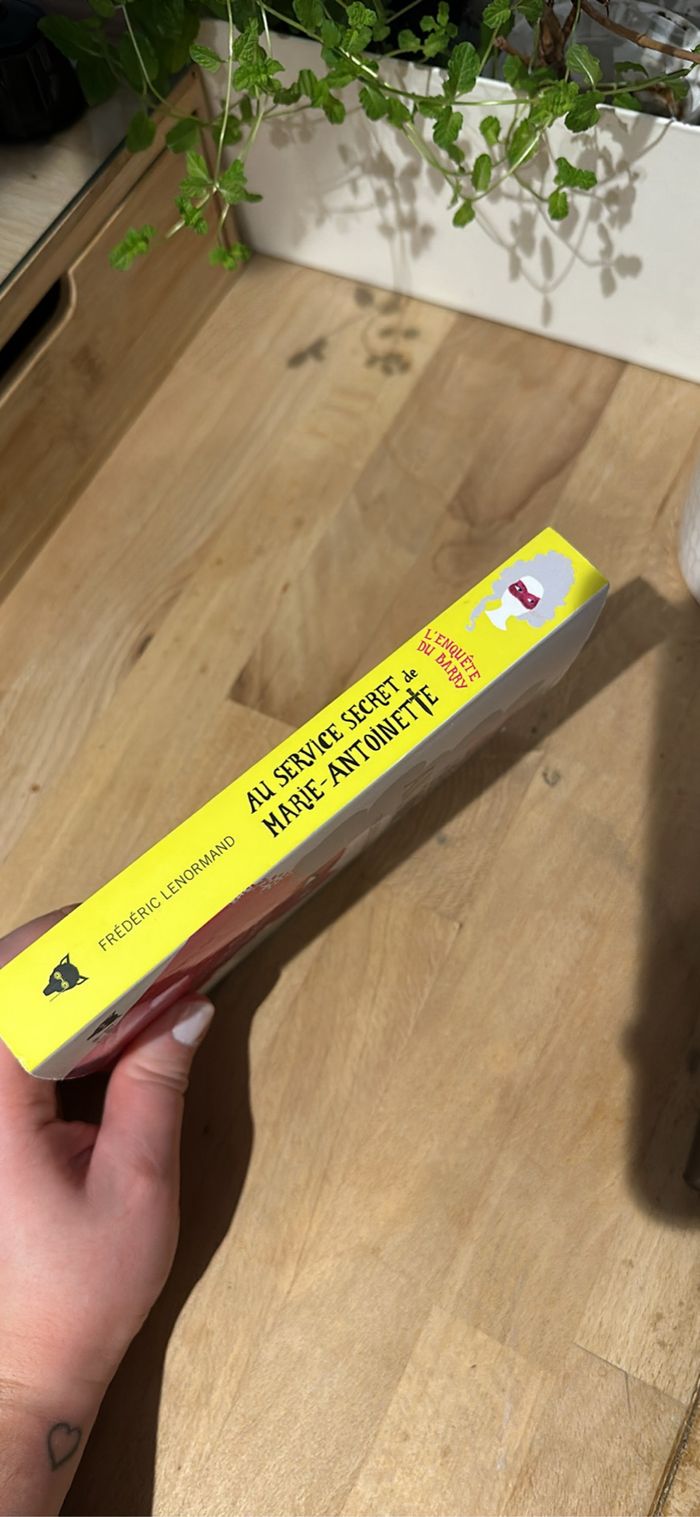 FRÉDÉRIC LENORMAND
AU SERVICE SECRET de
MARIE-ANTOINETTE
L'ENQUÊTE
DU BARRY